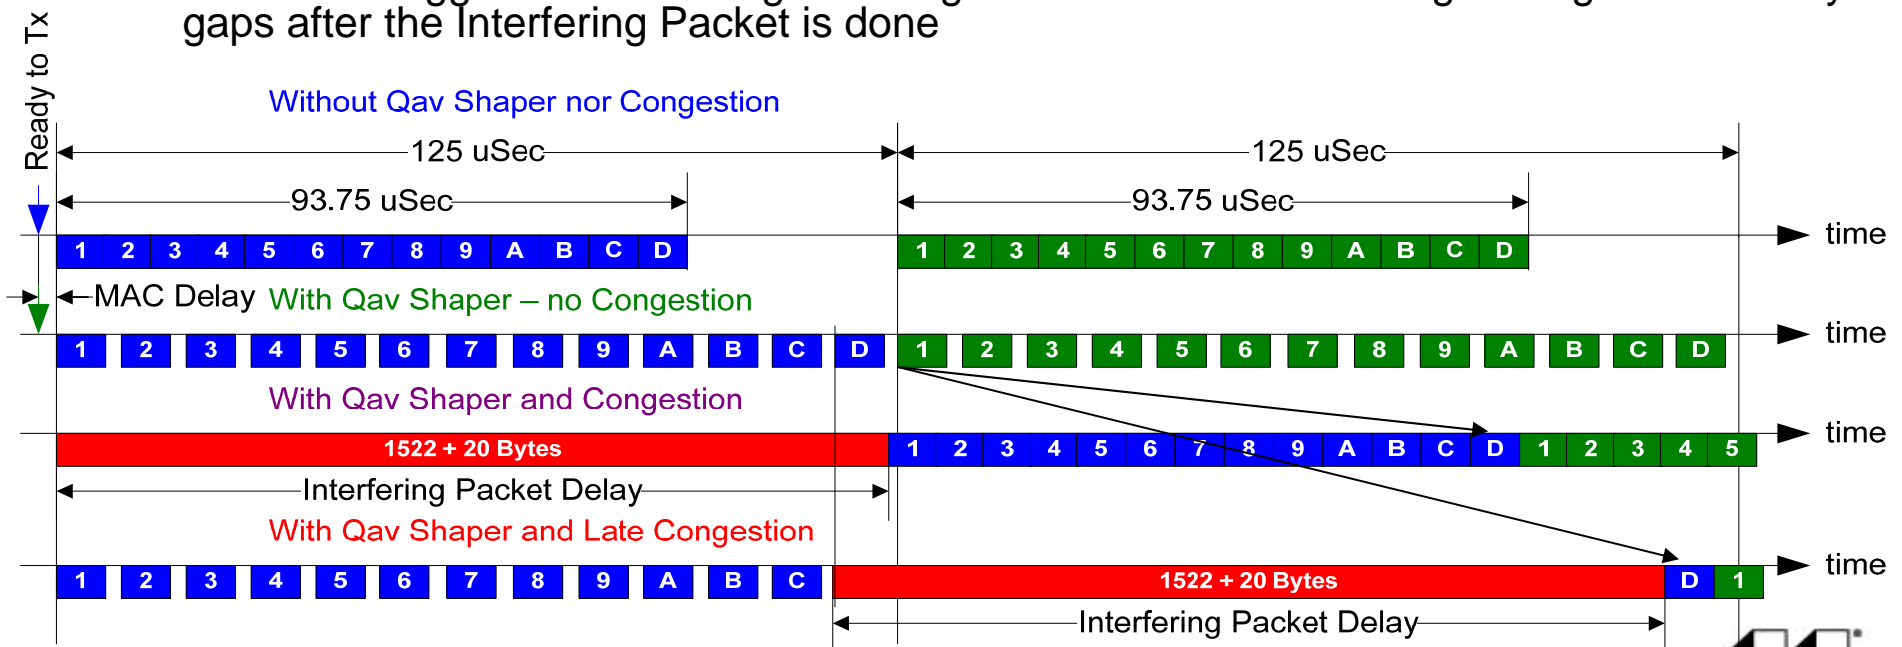 gaps after the Interfering Packet is done
Ready to Tx
Without Qav Shaper nor Congestion
125 uSec 125 uSec
93.75 uSec 93.75 uSec
1 2 3 4 5 6 7 8 9 A B C D 1 2 3 4 5 6 7 8 9 A B C D time
MAC Delay With Qav Shaper – no Congestion
1 2 3 4 5 6 7 8 9 A B C D 1 2 3 4 5 6 7 8 9 A B C D time
With Qav Shaper and Congestion
1522 + 20 Bytes 1 2 3 4 5 6 7 8 9 A B C D 1 2 3 4 5 time
Interfering Packet Delay
With Qav Shaper and Late Congestion
1 2 3 4 5 6 7 8 9 A B C 1522 + 20 Bytes D 1 time
Interfering Packet Delay